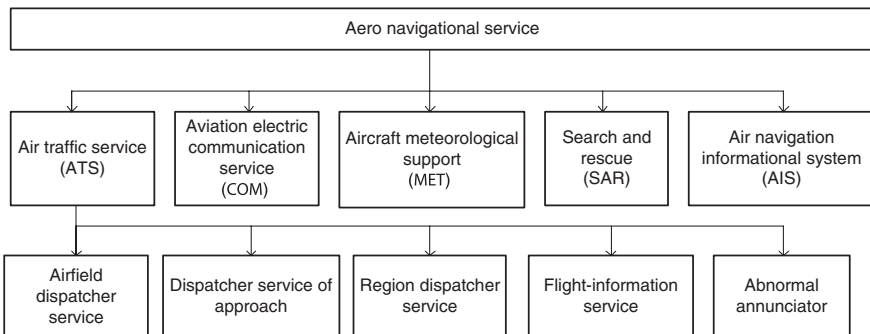 Aero navigational service
Air traffic service
(ATS)
Aviation electric
communication
service
(COM)
Aircraft meteorological
support
(MET)
Search and
rescue
(SAR)
Air navigation
informational system
(AIS)
Airfield
dispatcher
service
Dispatcher service of
approach
Region dispatcher
service
Flight-information
service
Abnormal
annunciator